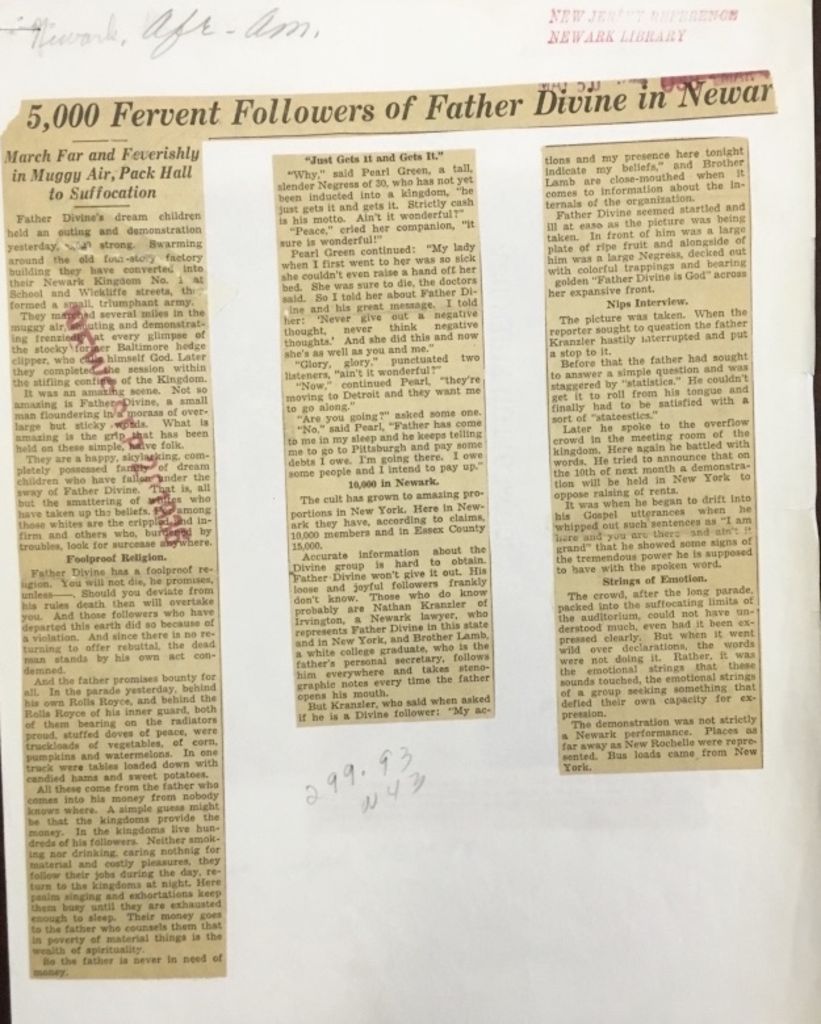 Newark, Afr - Am.
NEW JERSEY REFERENCE
NEWARK LIBRARY
5,000 Fervent Followers of Father Divine in Newar
March Far and Feverishly
in Muggy Air, Pack Hall
to Suffocation
Father Divine's dream children
held an outing and demonstration
yesterday, strong. Swarming
around the old four-story factory
building they have converted into
their Newark Kingdom No. 1 at
School and Wickliffe streets, the
formed a small, triumphant army.
They several miles in the
muggy air, and demonstrat-
ing frenzied at every glimpse of
the stocky former Baltimore hedge
clipper, who himself God. Later
they completed the session within
the stifling confines of the Kingdom.
It was an amazing scene. Not so
amazing is Father Divine, a small
man floundering in a morass of over-
large but sticky words. What is
amazing is the grip that has been
held on these simple, folk.
They are a happy, skylarking, com-
pletely possessed of dream
children who have fallen under the
sway of Father Divine. That is, all
but the smattering of who
have taken up the beliefs. among
those whites are the cripples and in-
firm and others who, by
troubles, look for surcease
Foolproof Religion.
Father Divine has a foolproof re-
ligion. You will not die, he promises,
unless——. Should you deviate from
his rules death then will overtake
you. And those followers who have
departed this earth did so because of
a violation. And since there is no re-
turning to offer rebuttal, the dead
man stands by his own act con-
demned.
And the father promises bounty for
all. In the parade yesterday, behind
his own Rolls Royce, and behind the
Rolls Royce of his inner guard, both
of them bearing on the radiators
proud, stuffed doves of peace, were
truckloads of vegetables, of corn,
pumpkins and watermelons. In one
truck were tables loaded down with
candied hams and sweet potatoes.
All these come from the father who
comes into his money from nobody
knows where. A simple guess might
be that the kingdoms provide the
money. In the kingdoms live hun-
dreds of his followers. Neither smok-
ing nor drinking, caring nothnig for
material and costly pleasures, they
follow their jobs during the day, re-
turn to the kingdoms at night. Here
psalm singing and exhortations keep
them busy until they are exhausted
enough to sleep. Their money goes
to the father who counsels them that
in poverty of material things is the
wealth of spirituality.
So the father is never in need of
money.
"Just Gets It and Gets It."
"Why," said Pearl Green, a tall,
slender Negress of 30, who has not yet
been inducted into a kingdom, "he
just gets it and gets it. Strictly cash
is his motto. Ain't it wonderful?"
"Peace," cried her companion, "it
sure is wonderful!"
Pearl Green continued: "My lady
when I first went to her was so sick
she couldn't even raise a hand off her
bed. She was sure to die, the doctors
said. So I told her about Father Di-
ine and his great message. I told
her: 'Never give out a negative
thought, never think negative
thoughts.' And she did this and now
she's as well as you and me."
"Glory, glory," punctuated two
listeners, "ain't it wonderful?"
"Now," continued Pearl, "they're
moving to Detroit and they want me
to go along."
"Are you going?" asked some one.
"No," said Pearl, "Father has come
to me in my sleep and he keeps telling
me to go to Pittsburgh and pay some
debts I owe. I'm going there. I owe
some people and I intend to pay up."
10,000 in Newark.
The cult has grown to amazing pro-
portions in New York. Here in New-
ark they have, according to claims,
10,000 members and in Essex County
15,000.
Accurate information about the
Divine group is hard to obtain.
Father Divine won't give it out. His
loose and joyful followers frankly
don't know. Those who do know
probably are Nathan Kranzler of
Irvington, a Newark lawyer, who
represents Father Divine in this state
and in New York, and Brother Lamb,
a white college graduate, who is the
father's personal secretary, follows
him everywhere and takes steno-
graphic notes every time the father
opens his mouth.
But Kranzler, who said when asked
if he is a Divine follower: "My ac-
tions and my presence here tonight
indicate my beliefs," and Brother
Lamb are close-mouthed when it
comes to information about the in-
ternals of the organization.
Father Divine seemed startled and
ill at ease as the picture was being
taken. In front of him was a large
plate of ripe fruit and alongside of
him was a large Negress, decked out
with colorful trappings and bearing
golden "Father Divine is God" across
her expansive front.
Nips Interview.
The picture was taken. When the
reporter sought to question the father
Kranzler hastily interrupted and put
a stop to it.
Before that the father had sought
to answer a simple question and was
staggered by "statistics." He couldn't
get it to roll from his tongue and
finally had to be satisfied with a
sort of "stateestics."
Later he spoke to the overflow
crowd in the meeting room of the
kingdom. Here again he battled with
words. He tried to announce that on
the 10th of next month a demonstra-
tion will be held in New York to
oppose raising of rents.
It was when he began to drift into
his Gospel utterances when he
whipped out such sentences as "I am
here and you are there and ain't it
grand" that he showed some signs of
the tremendous power he is supposed
to have with the spoken word.
Strings of Emotion.
The crowd, after the long parade,
packed into the suffocating limits of
the auditorium, could not have un-
derstood much, even had it been ex-
pressed clearly. But when it went
wild over declarations, the words
were not doing it. Rather, it was
the emotional strings that these
sounds touched, the emotional strings
of a group seeking something that
defied their own capacity for ex-
pression.
The demonstration was not strictly
a Newark performance. Places as
far away as New Rochelle were repre-
sented. Bus loads came from New
York.
299.93
N43